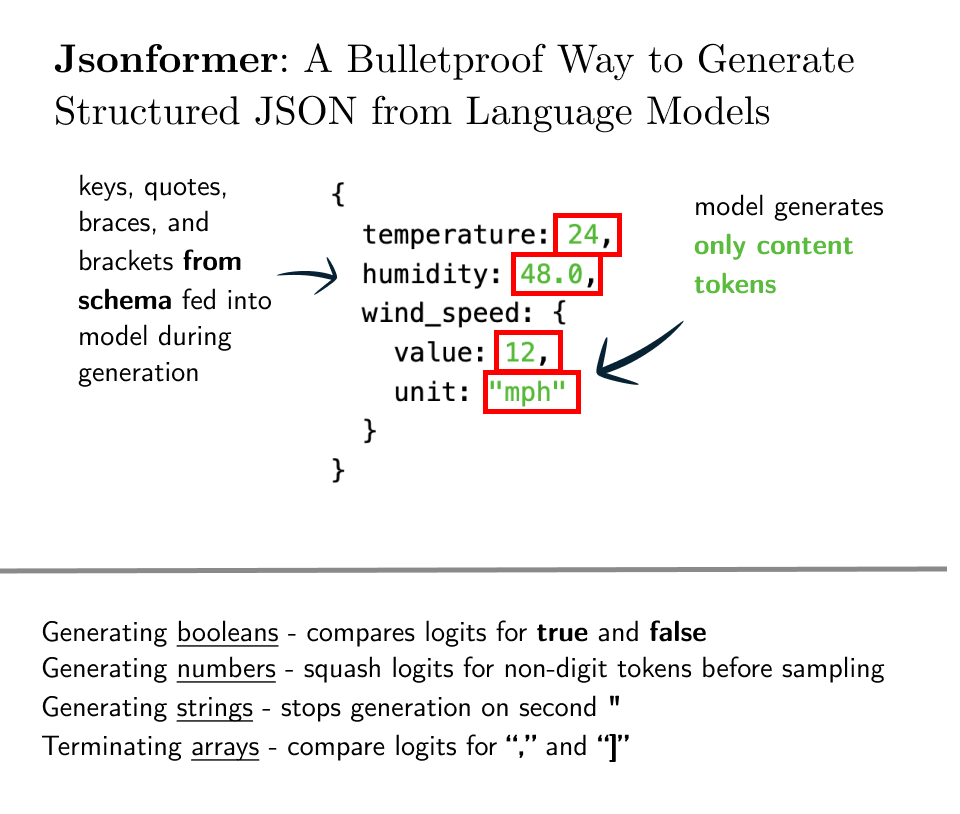 Jsonformer: A Bulletproof Way to Generate
Structured JSON from Language Models
keys, quotes,
braces, and
brackets from
schema fed into
model during
generation
{
temperature: 24,
humidity: 48.0,
wind_speed: {
value: 12,
unit: "mph"
}
}
model generates
only content
tokens
Generating booleans - compares logits for true and false
Generating numbers - squash logits for non-digit tokens before sampling
Generating strings - stops generation on second "
Terminating arrays - compare logits for “,” and “]”